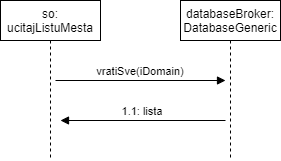 so:
ucitajListuMesta
databaseBroker:
DatabaseGeneric
vratiSve(iDomain)
1.1: lista